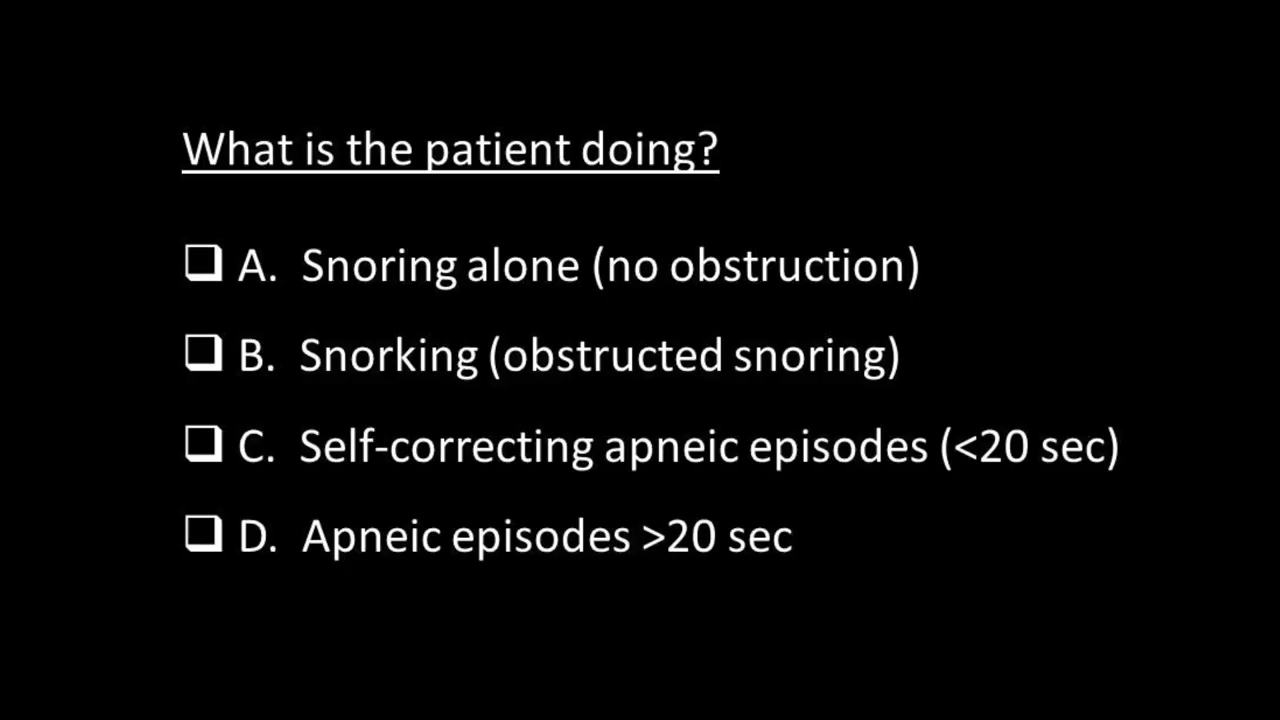 What is the patient doing?
❑ A. Snoring alone (no obstruction)
❑ B. Snorking (obstructed snoring)
❑ C. Self-correcting apneic episodes (<20 sec)
❑ D. Apneic episodes >20 sec